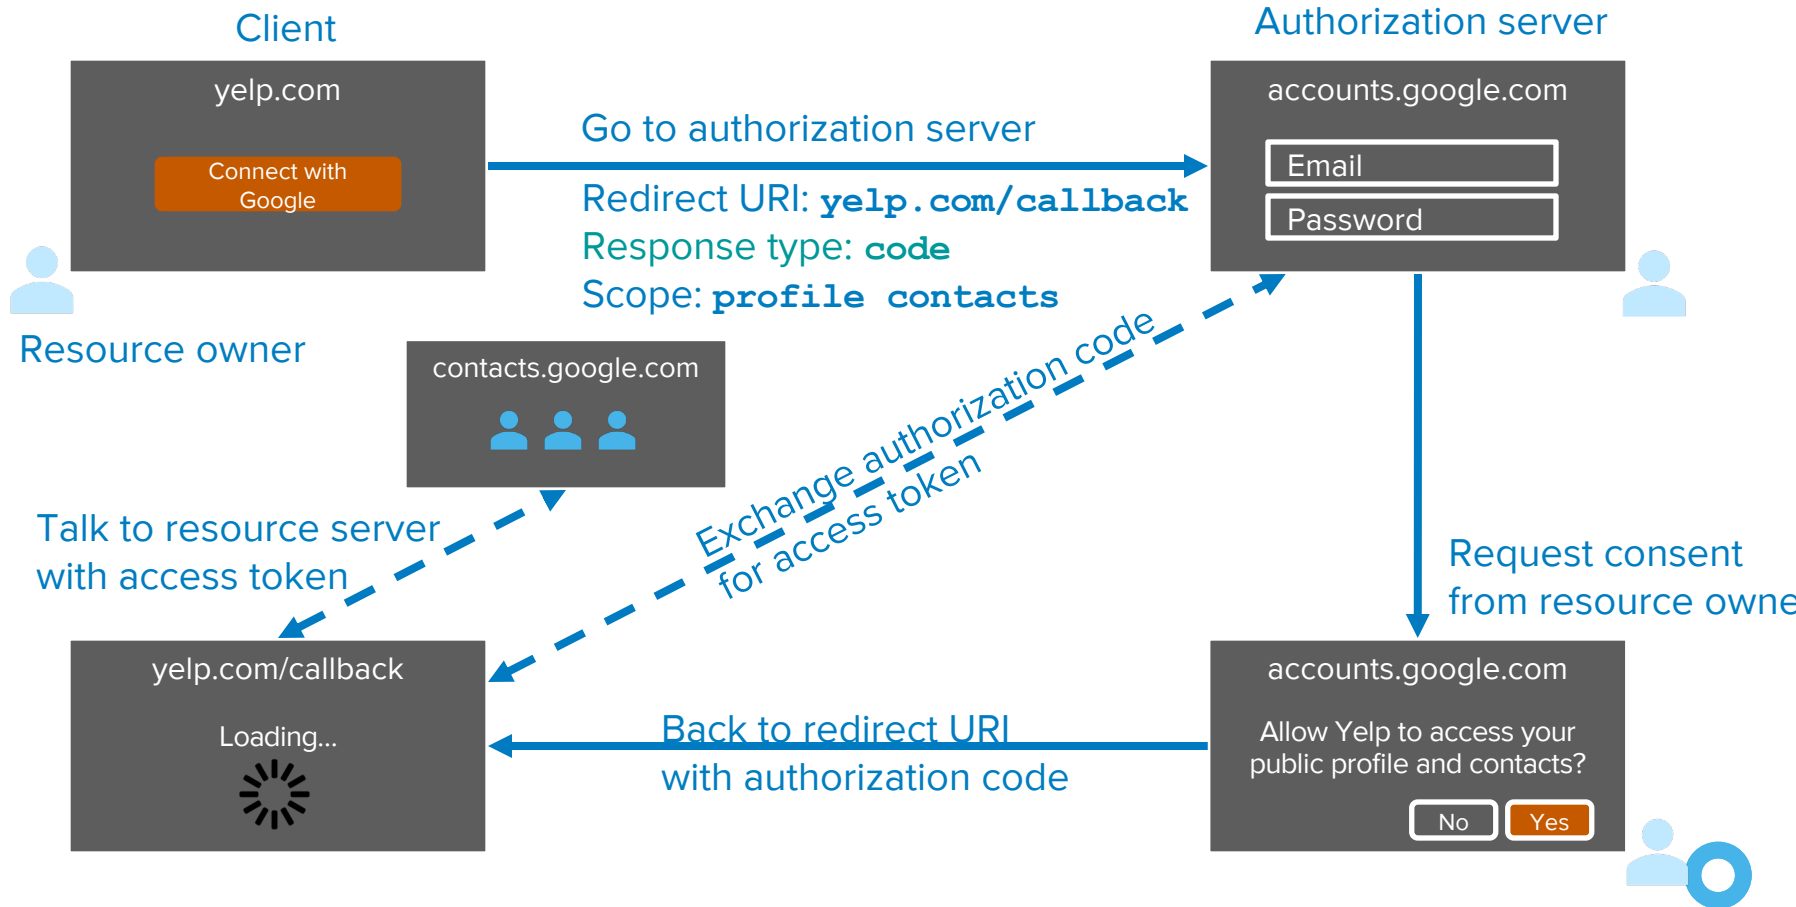 Client
Authorization server
yelp.com
Connect with
Google
Go to authorization server
Redirect URI: yelp.com/callback
Response type: code
Scope: profile contacts
accounts.google.com
Email
Password
Resource owner
contacts.google.com
Exchange authorization code
for access token
Talk to resource server
with access token
Request consent
from resource owne
yelp.com/callback
Loading...
Back to redirect URI
with authorization code
accounts.google.com
Allow Yelp to access your
public profile and contacts?
No
Yes